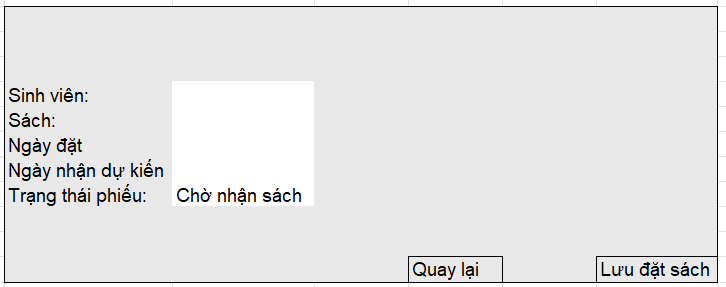 Sinh viên:
Sách:
Ngày đặt
Ngày nhận dự kiến
Trạng thái phiếu: Chờ nhận sách
Quay lại Lưu đặt sách